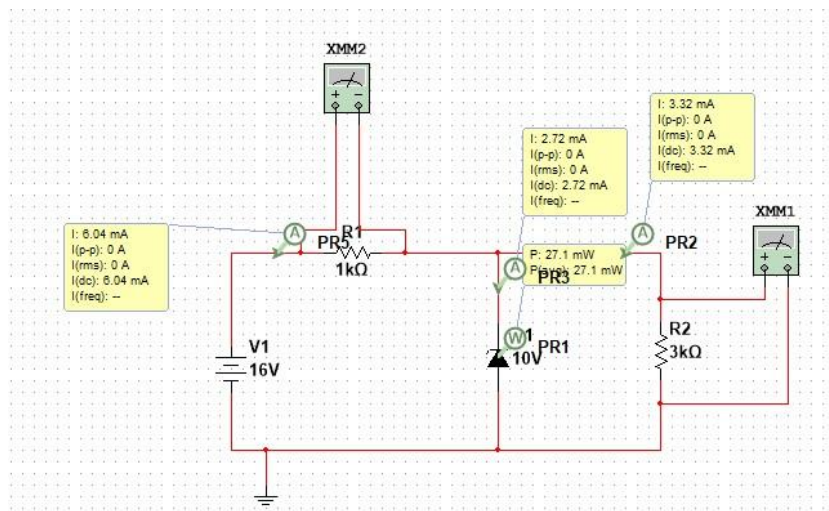 XMM2
+ −
I: 3.32 mA
I(p-p): 0 A
I(rms): 0 A
I(dc): 3.32 mA
I(freq): --
I: 2.72 mA
I(p-p): 0 A
I(rms): 0 A
I(dc): 2.72 mA
I(freq): --
XMM1
+ −
I: 6.04 mA
I(p-p): 0 A
I(rms): 0 A
I(dc): 6.04 mA
I(freq): --
A
PR5
R1
1kΩ
A
PR2
P: 27.1 mW
P(avg): 27.1 mW
A
PR3
V1
16V
W
1
PR1
10V
R2
3kΩ